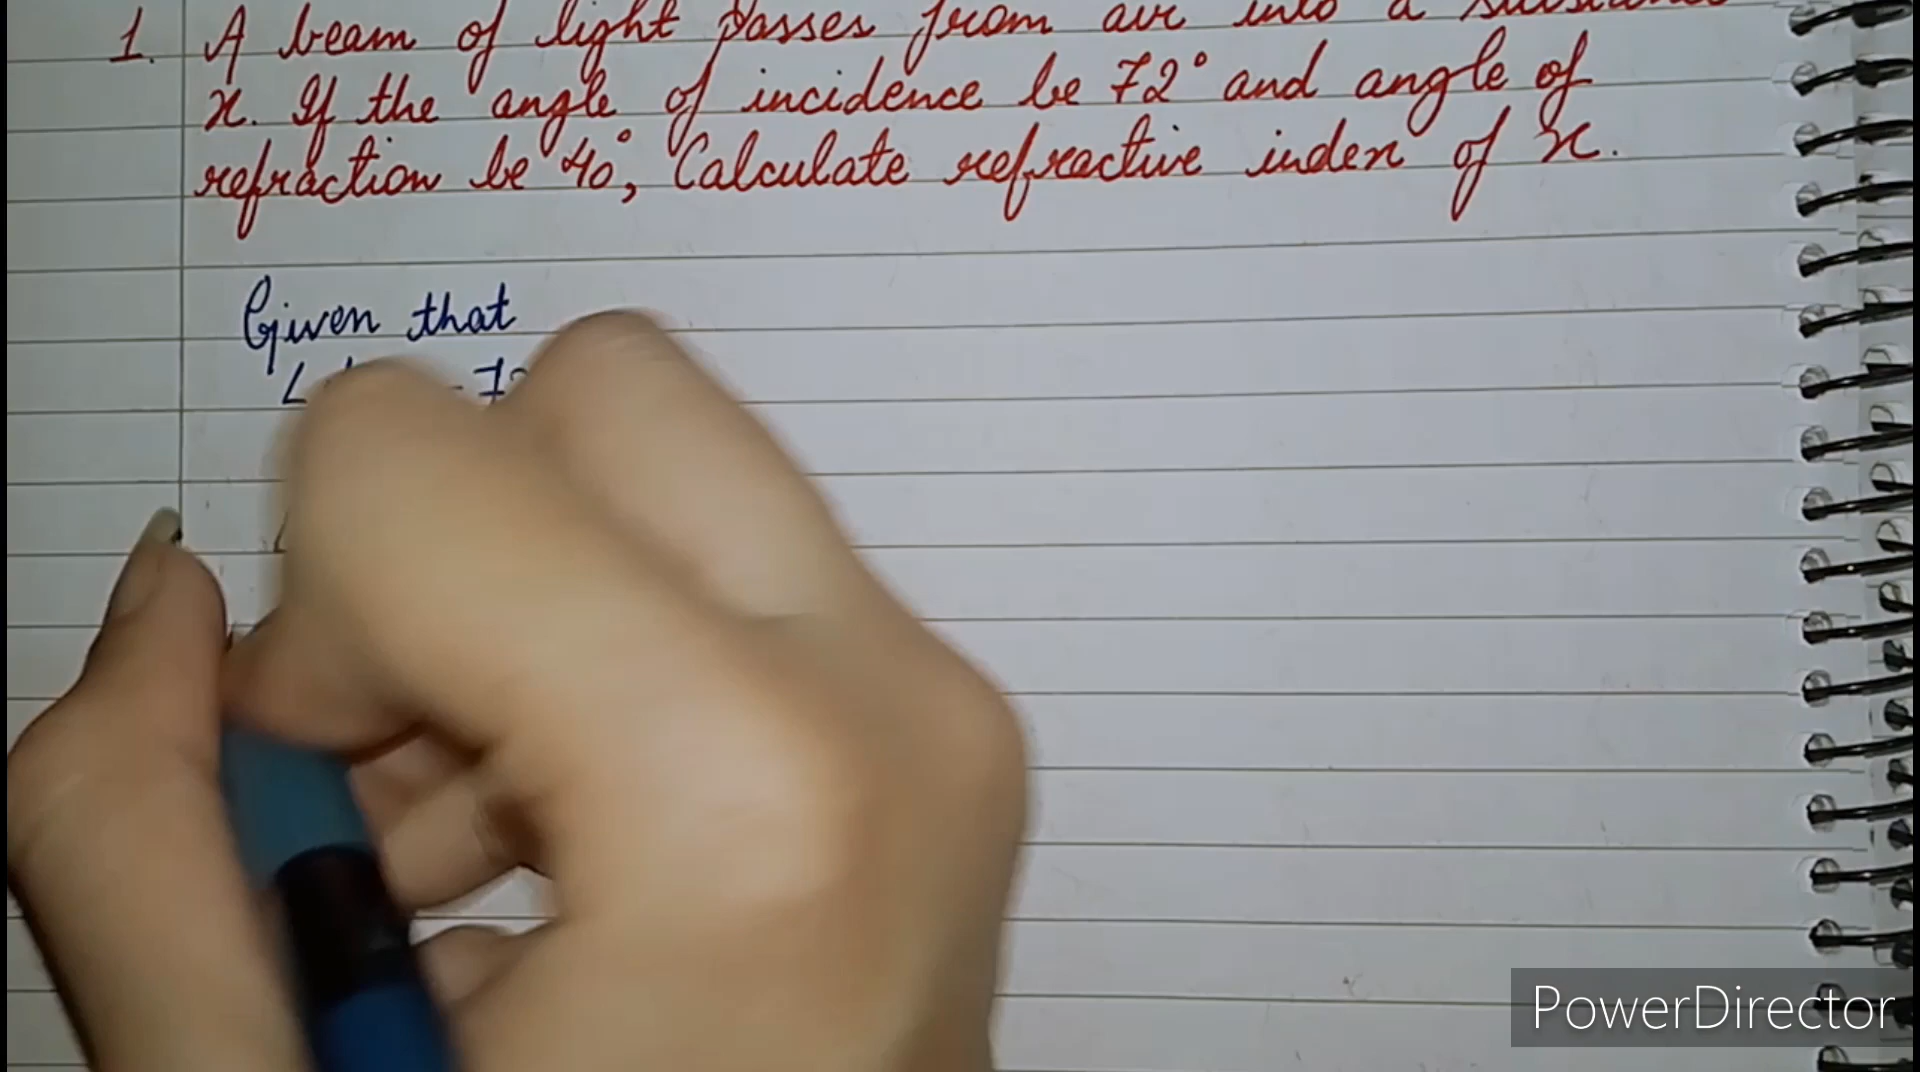 1. A beam of light passes from air into a substance
x. If the angle of incidence be 72° and angle of
refraction be 40°, Calculate refractive index of x.
Given that
PowerDirector